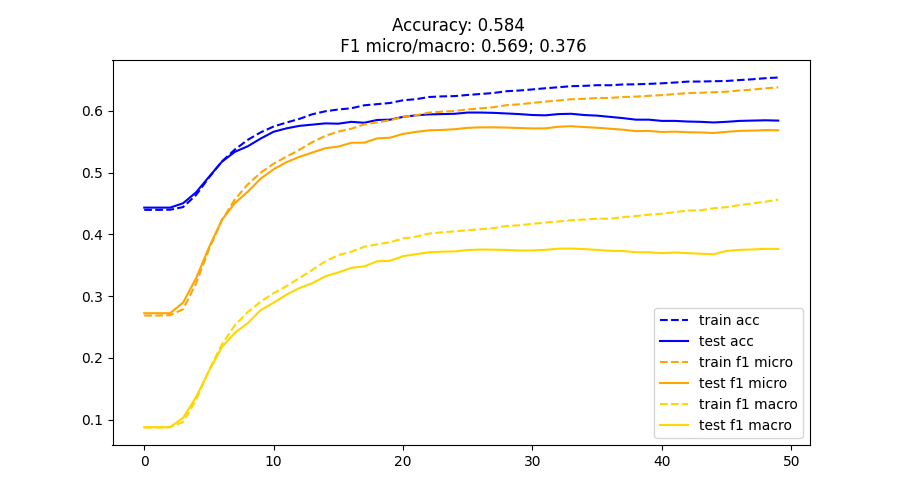 Accuracy: 0.584
F1 micro/macro: 0.569; 0.376
0.6
0.5
0.4
0.3
0.2
0.1
0 10 20 30 40 50
train acc
test acc
train f1 micro
test f1 micro
train f1 macro
test f1 macro